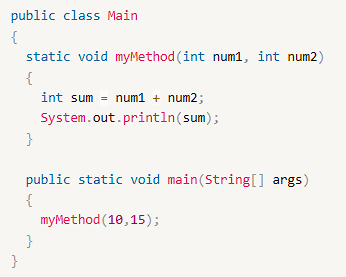 public class Main
{
  static void myMethod(int num1, int num2)
  {
    int sum = num1 + num2;
    System.out.println(sum);
  }

  public static void main(String[] args)
  {
    myMethod(10,15);
  }
}